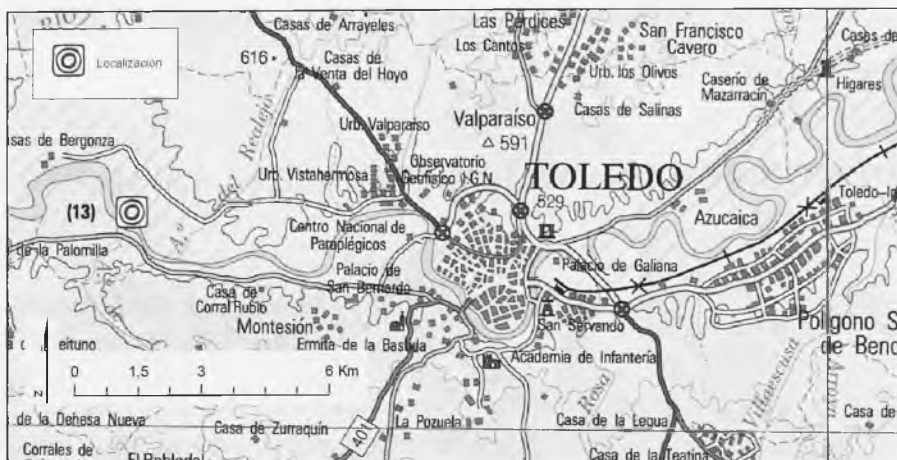 Casas de Arrayeles
Las Perdices
San Francisco
Cavero
Localización
616
Casas de
la Venta del Hoyo
Los Cantos
Urb. los Olivos
Caserío de
Mazarracín
Higares
Valparaíso
Casas de Salinas
591
Urb. Valparaíso
Realejo
del
Casas de Bergonza
Observatorio
Geofísico I.G.N.
TOLEDO
529
Urb. Vistahermosa
Toledo-
(13)
Centro Nacional de
Paraplégicos
Azucaica
de la Palomilla
Palacio de Galiana
Palacio de
San Bernardo
Casa de
Corral Rubio
Montesión
San Servando
Polígono S
de Ben
Ermita de la Bastida
Academia de Infantería
0 1,5 3 6 Km
N
Rosa
Villaescusa
Arroyo
de la Dehesa Nueva
Casa de Zurraquín
401
La Pozuela
Casa de la Legua
Casa de
Corrales de
El Robledal
Casa de la Teatina